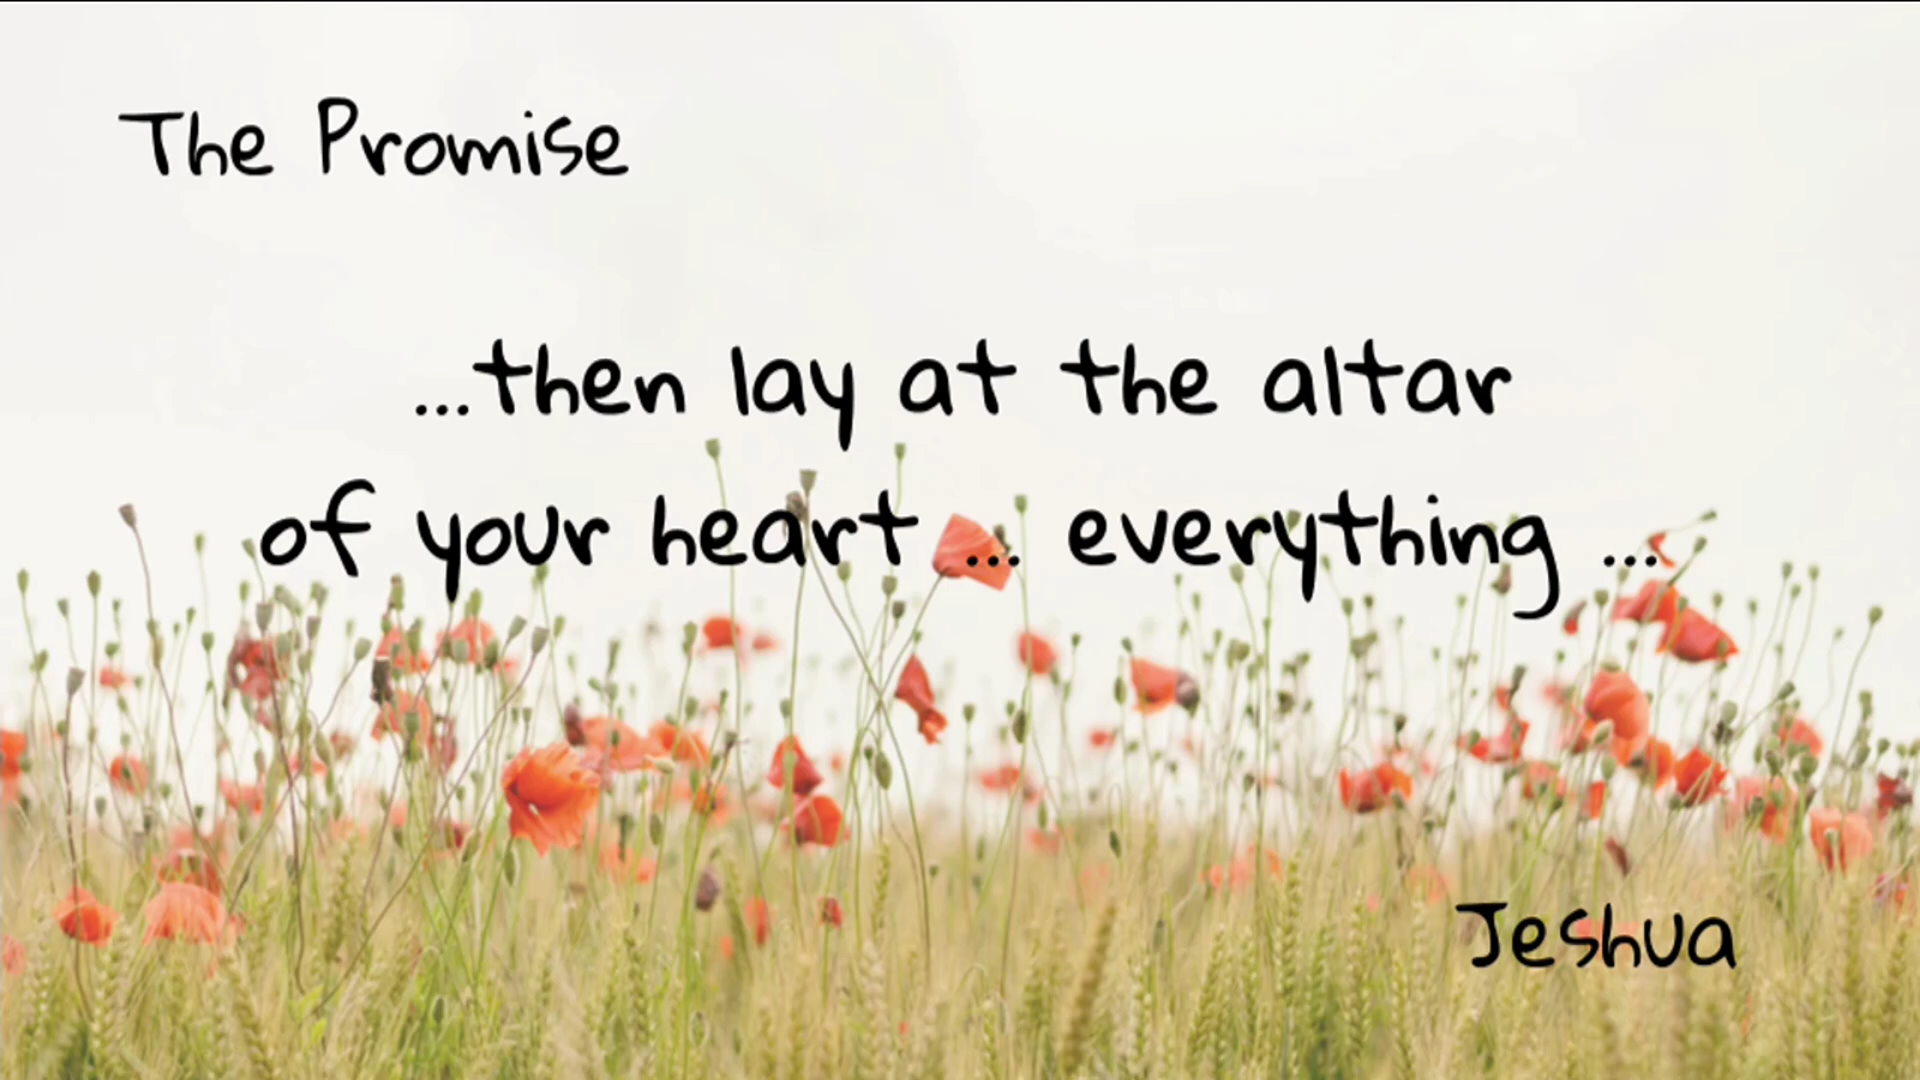 The Promise
...then lay at the altar
of your heart ... everything ...
Jeshua